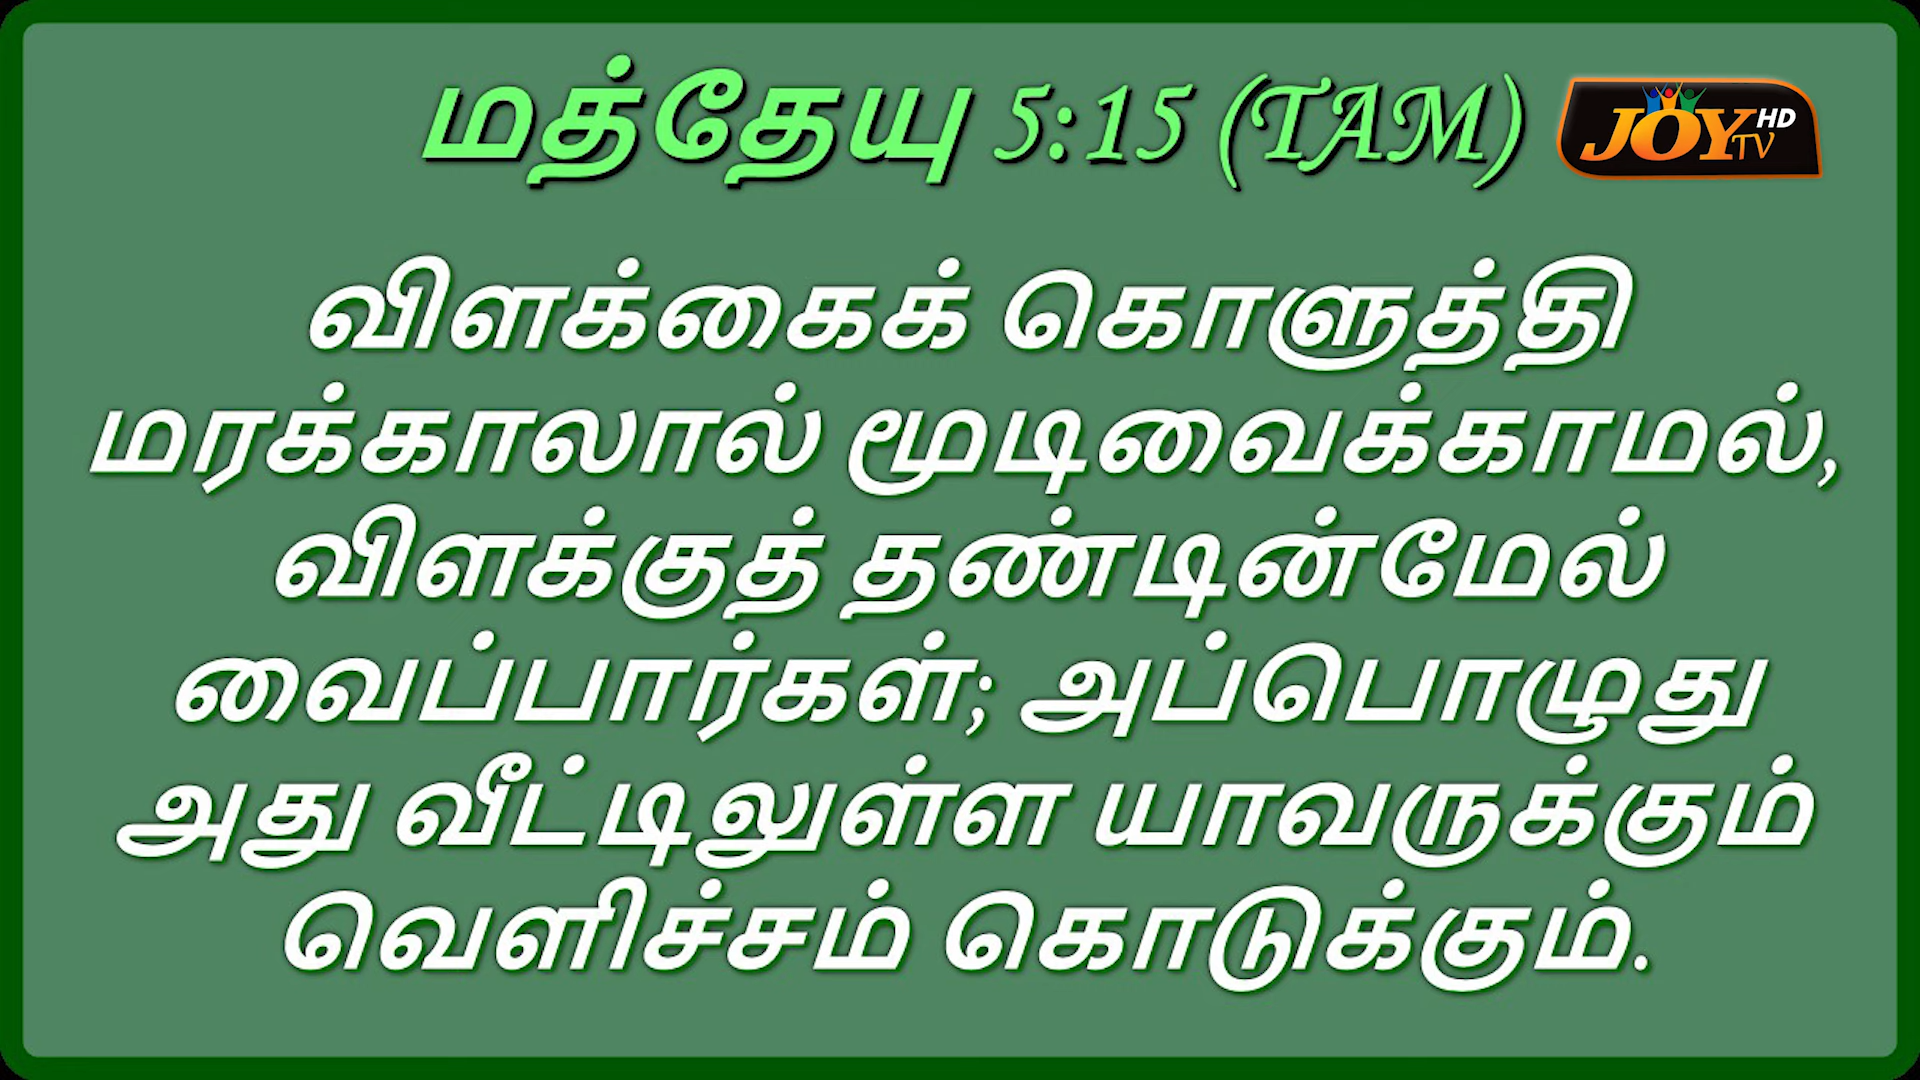 மத்தேயு 5:15 (TAM)
JOY TV HD
விளக்கைக் கொளுத்தி
மரக்காலால் மூடிவைக்காமல்,
விளக்குத் தண்டின்மேல்
வைப்பார்கள்; அப்பொழுது
அது வீட்டிலுள்ள யாவருக்கும்
வெளிச்சம் கொடுக்கும்.